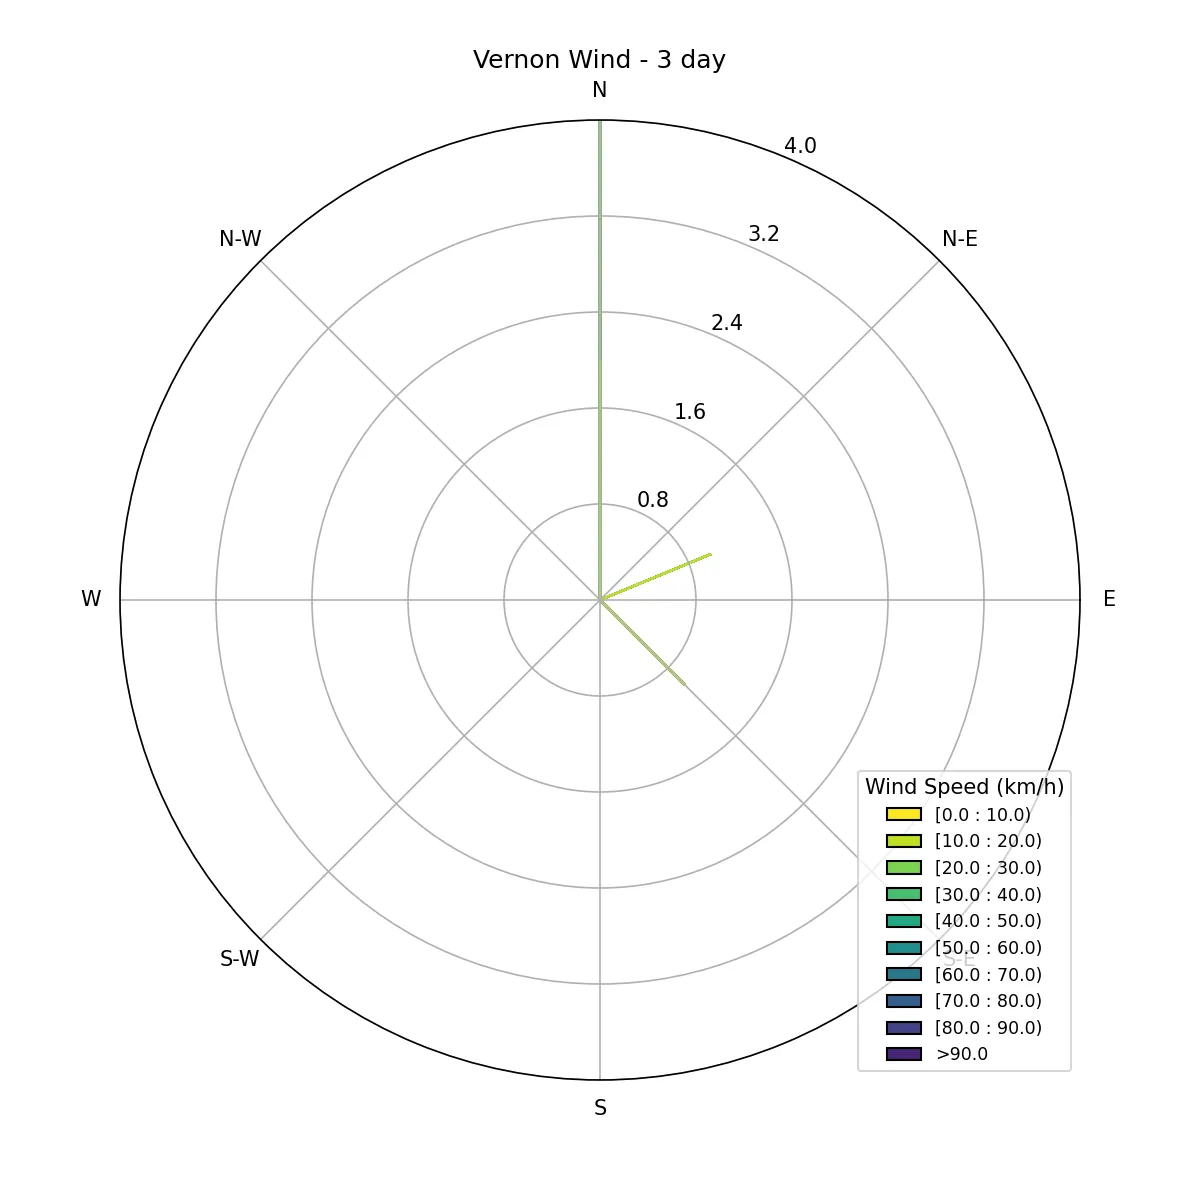 Vernon Wind - 3 day
N
4.0
N-W
3.2
N-E
2.4
1.6
0.8
W
E
Wind Speed (km/h)
[0.0 : 10.0)
[10.0 : 20.0)
[20.0 : 30.0)
[30.0 : 40.0)
[40.0 : 50.0)
[50.0 : 60.0)
S-W
S-E
[60.0 : 70.0)
[70.0 : 80.0)
[80.0 : 90.0)
>90.0
S